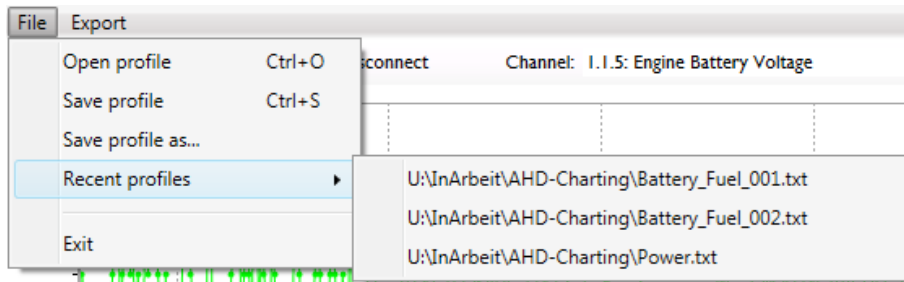 File Export
Open profile Ctrl+O
sconnect Channel: 1.1.5: Engine Battery Voltage
Save profile Ctrl+S
Save profile as...
Recent profiles
U:\InArbeit\AHD-Charting\Battery_Fuel_001.txt
U:\InArbeit\AHD-Charting\Battery_Fuel_002.txt
Exit
U:\InArbeit\AHD-Charting\Power.txt